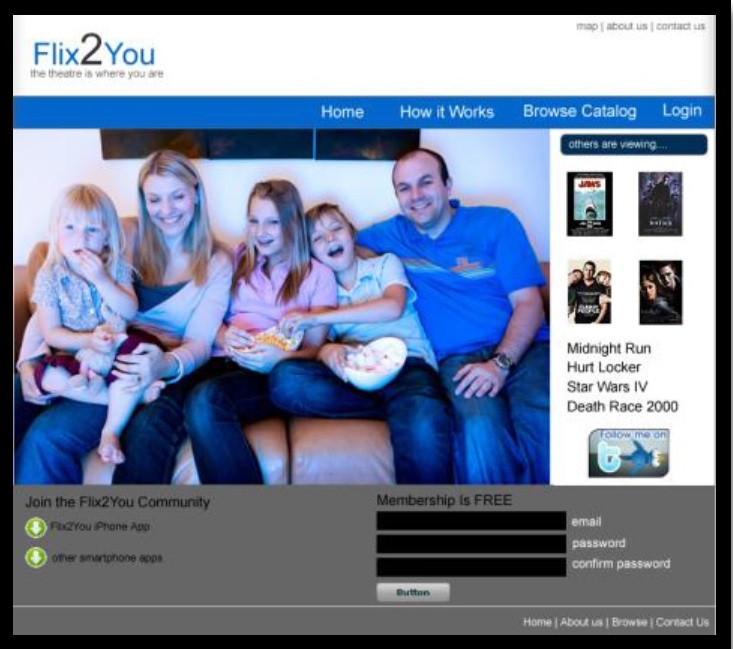 map | about us | contact us
Flix2You
the theatre is where you are
Home How it Works Browse Catalog Login
others are viewing....
JAWS
MATRIX
FUNNY PEOPLE
Midnight Run
Hurt Locker
Star Wars IV
Death Race 2000
follow me on
t
Join the Flix2You Community
Flix2You iPhone App
other smartphone apps
Membership Is FREE
email
password
confirm password
Button
Home | About us | Browse | Contact Us